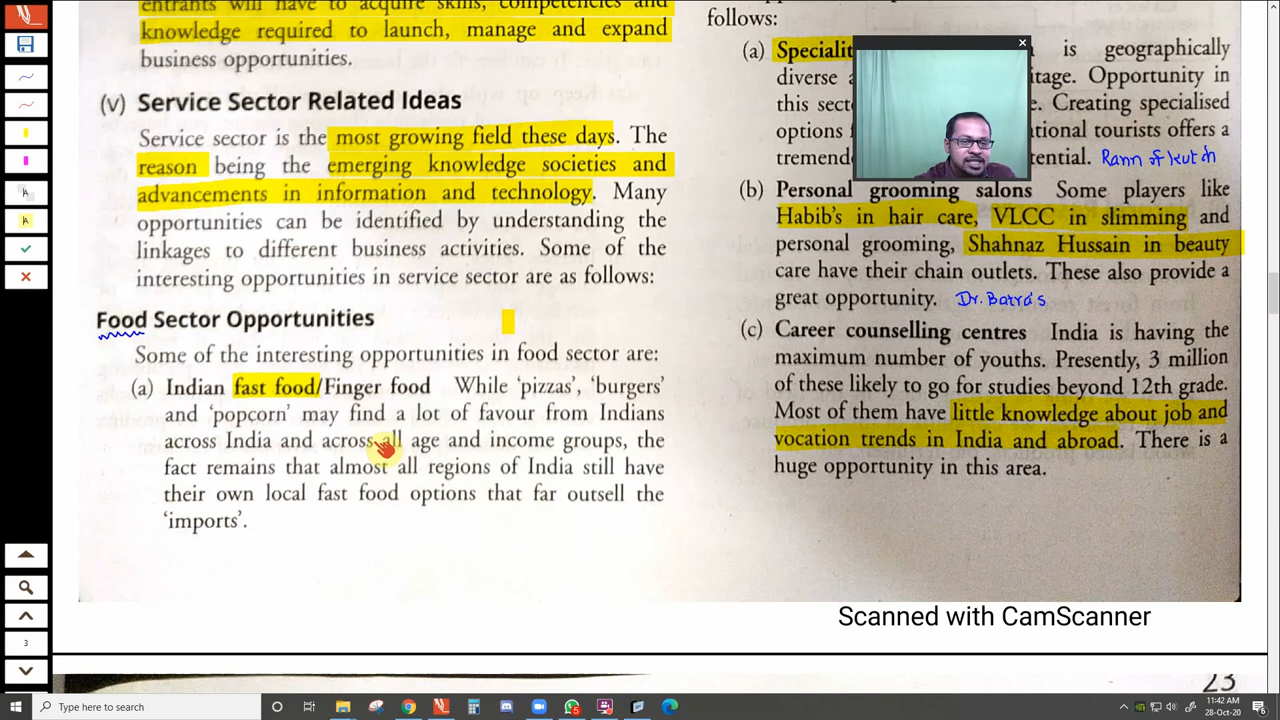 entrants will have to acquire skills, competencies and
knowledge required to launch, manage and expand
business opportunities.
(v) Service Sector Related Ideas
Service sector is the most growing field these days. The
reason being the emerging knowledge societies and
advancements in information and technology. Many
opportunities can be identified by understanding the
linkages to different business activities. Some of the
interesting opportunities in service sector are as follows:
Food Sector Opportunities
Some of the interesting opportunities in food sector are:
(a) Indian fast food/Finger food While 'pizzas', 'burgers'
and 'popcorn' may find a lot of favour from Indians
across India and across all age and income groups, the
fact remains that almost all regions of India still have
their own local fast food options that far outsell the
'imports'.
follows:
(a) is geographically
diverse itage. Opportunity in
this sect e. Creating specialised
options tional tourists offers a
tremend tential. Rann of kutch
(b) Personal grooming salons Some players like
Habib's in hair care, VLCC in slimming and
personal grooming, Shahnaz Hussain in beauty
care have their chain outlets. These also provide a
great opportunity. Dr. Batra's
(c) Career counselling centres India is having the
maximum number of youths. Presently, 3 million
of these likely to go for studies beyond 12th grade.
Most of them have little knowledge about job and
vocation trends in India and abroad. There is a
huge opportunity in this area.
Scanned with CamScanner
23
3
Type here to search
11:42 AM
28-Oct-20